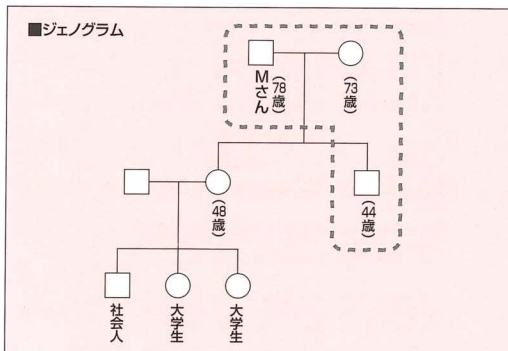 ■ジェノグラム
Mさん
(78歳)
(73歳)
(48歳)
(44歳)
社会人
大学生
大学生